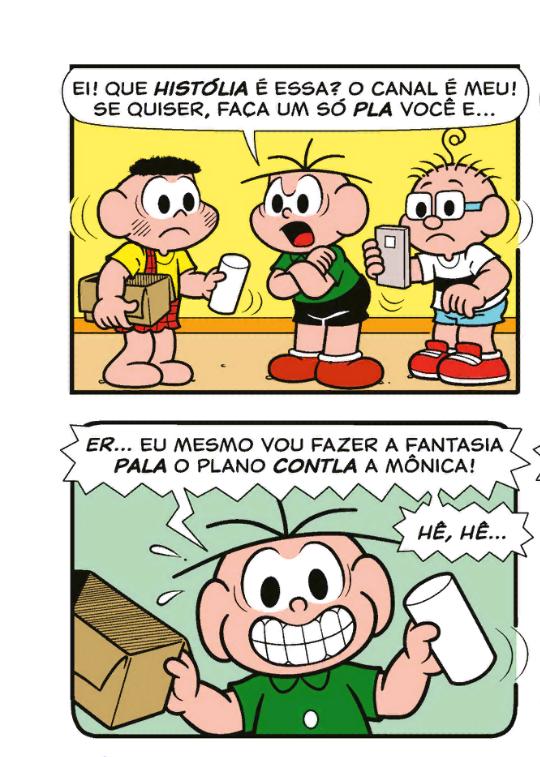 EI! QUE HISTÓLIA É ESSA? O CANAL É MEU!
SE QUISER, FAÇA UM SÓ PLA VOCÊ E...
ER... EU MESMO VOU FAZER A FANTASIA
PALA O PLANO CONTLA A MÔNICA!
HÊ, HÊ...